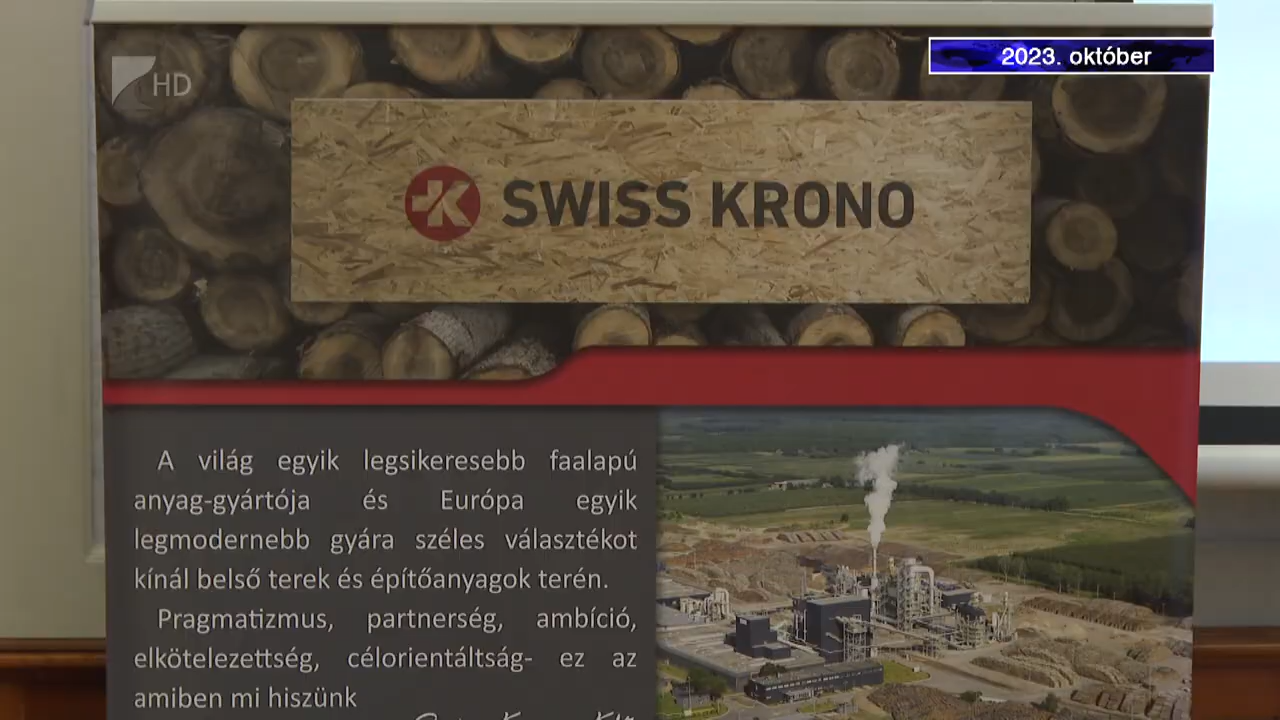 HD
2023. október
SWISS KRONO
A világ egyik legsikeresebb faalapú
anyag-gyártója és Európa egyik
legmodernebb gyára széles választékot
kínál belső terek és építőanyagok terén.
Pragmatizmus, partnerség, ambíció,
elkötelezettség, célorientáltság- ez az
amiben mi hiszünk